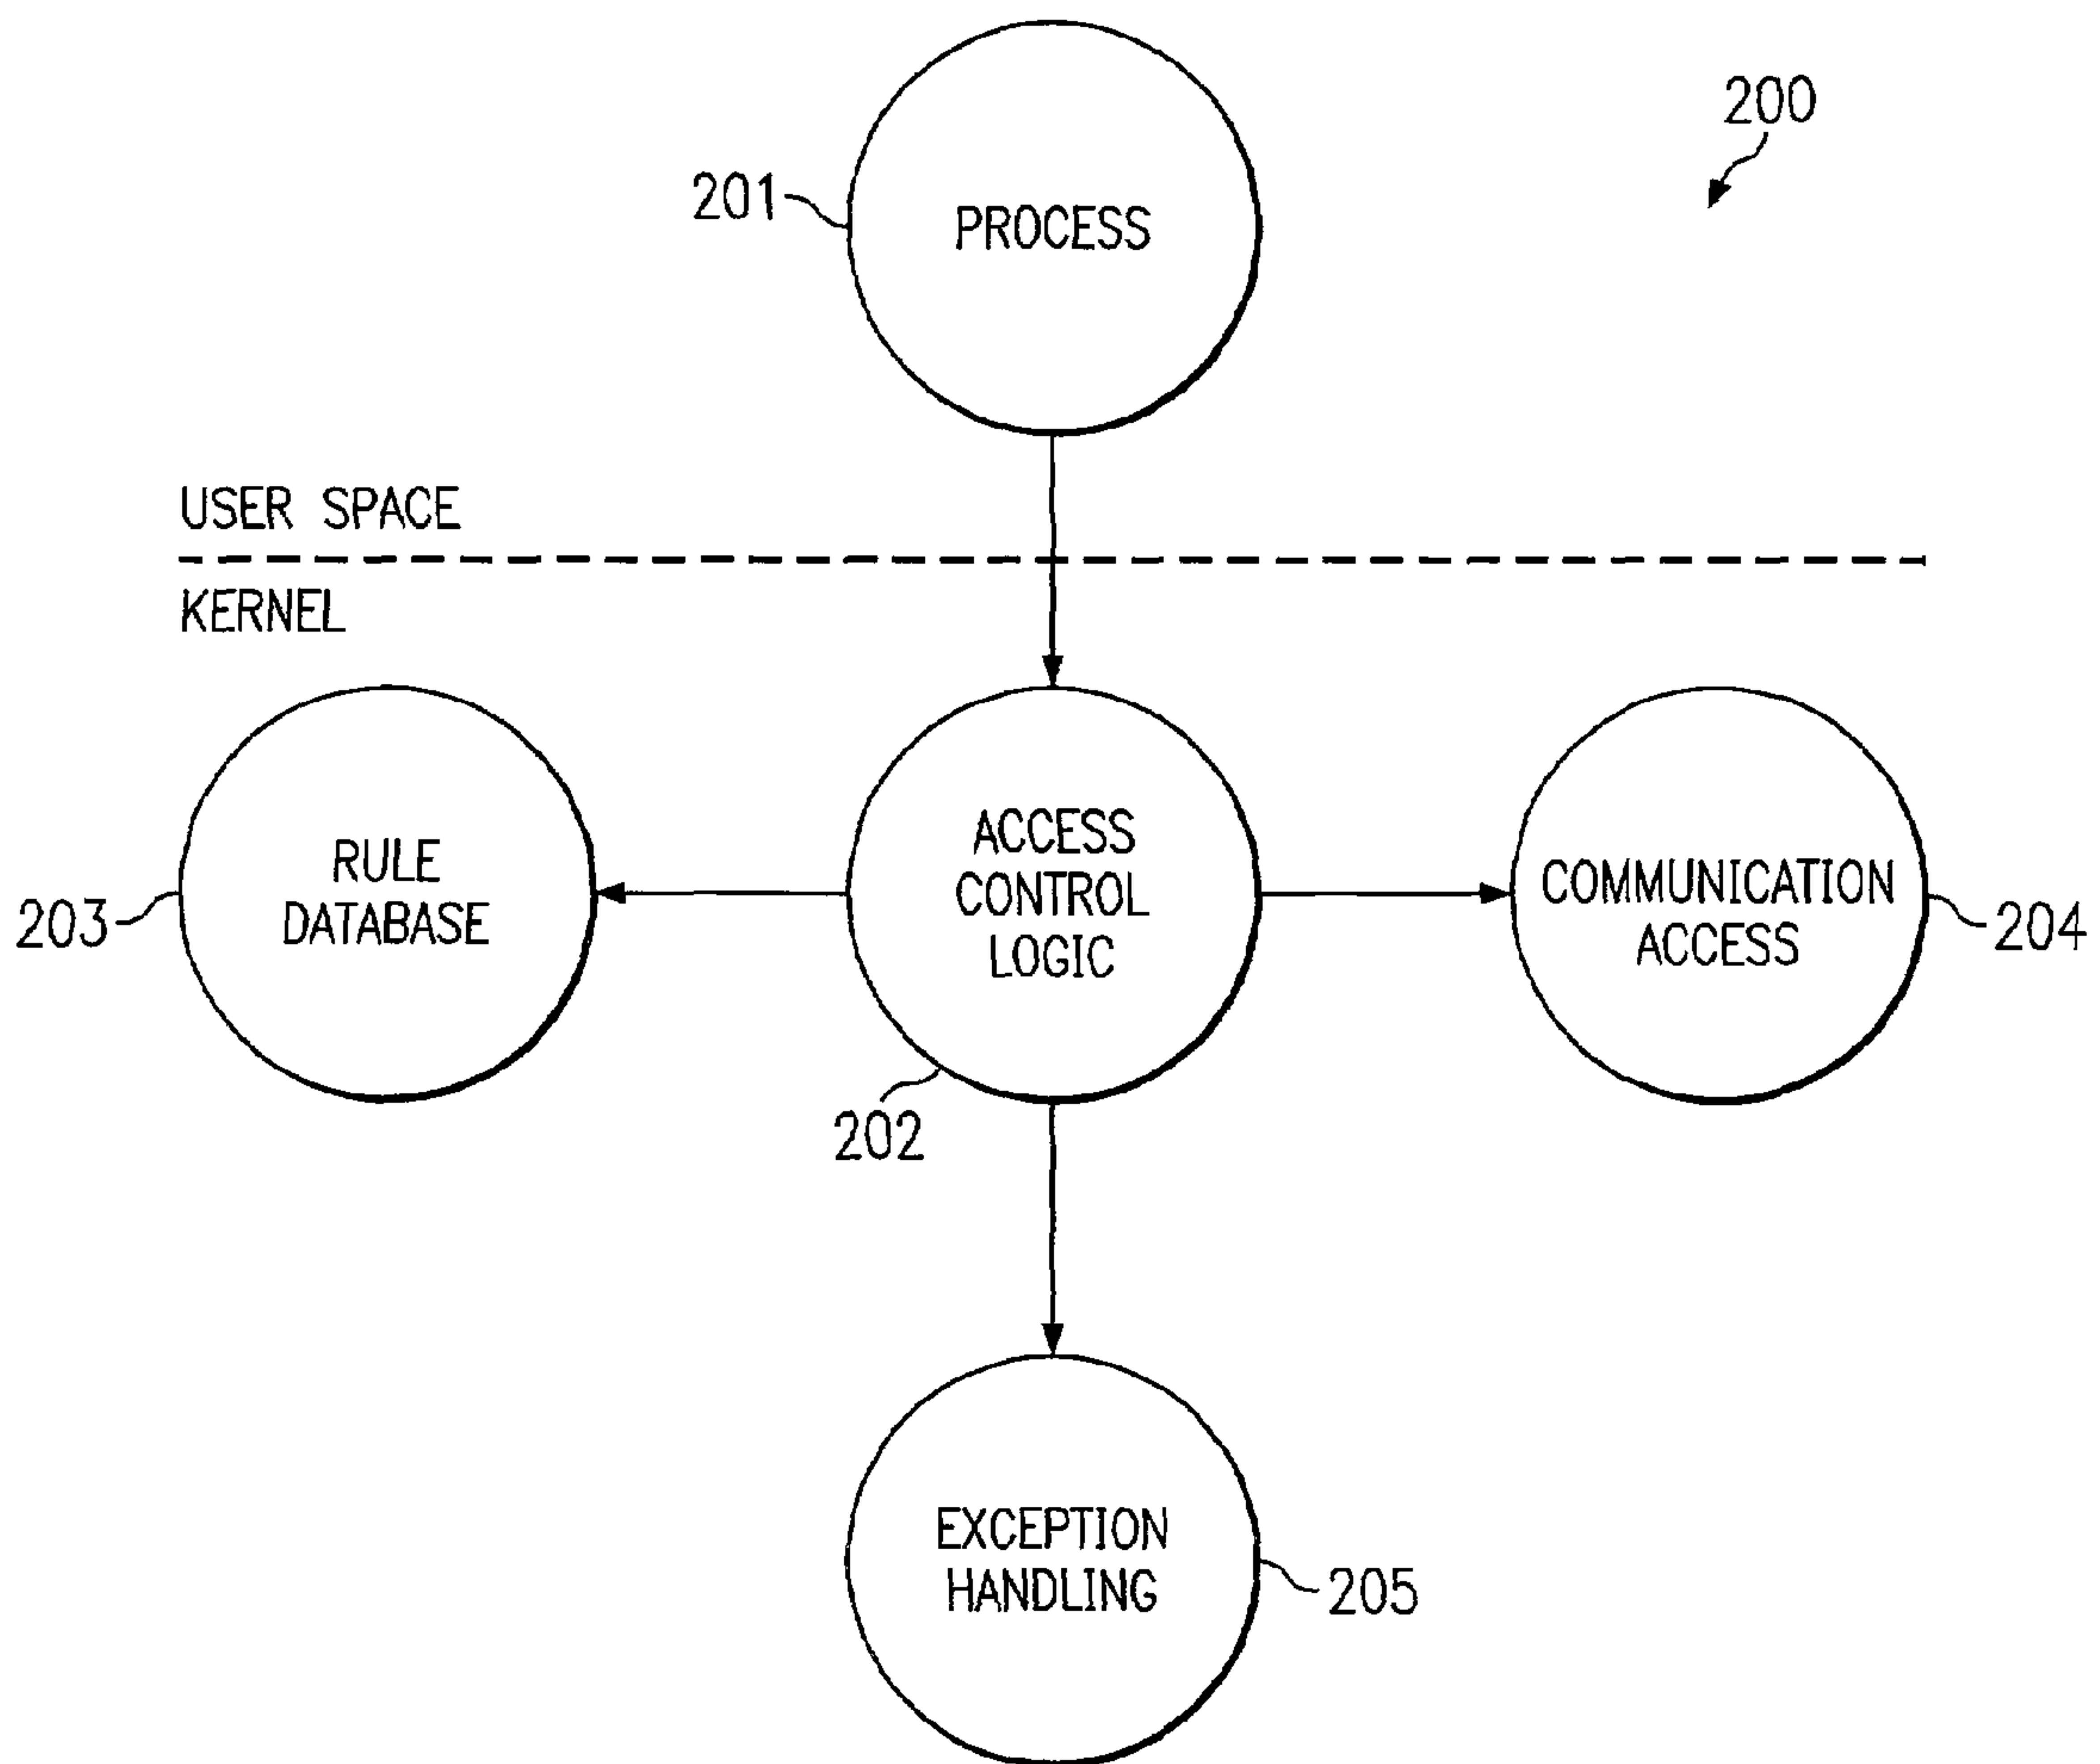 200
201
PROCESS
USER SPACE
KERNEL
RULE
DATABASE
203
ACCESS
CONTROL
LOGIC
202
COMMUNICATION
ACCESS
204
EXCEPTION
HANDLING
205